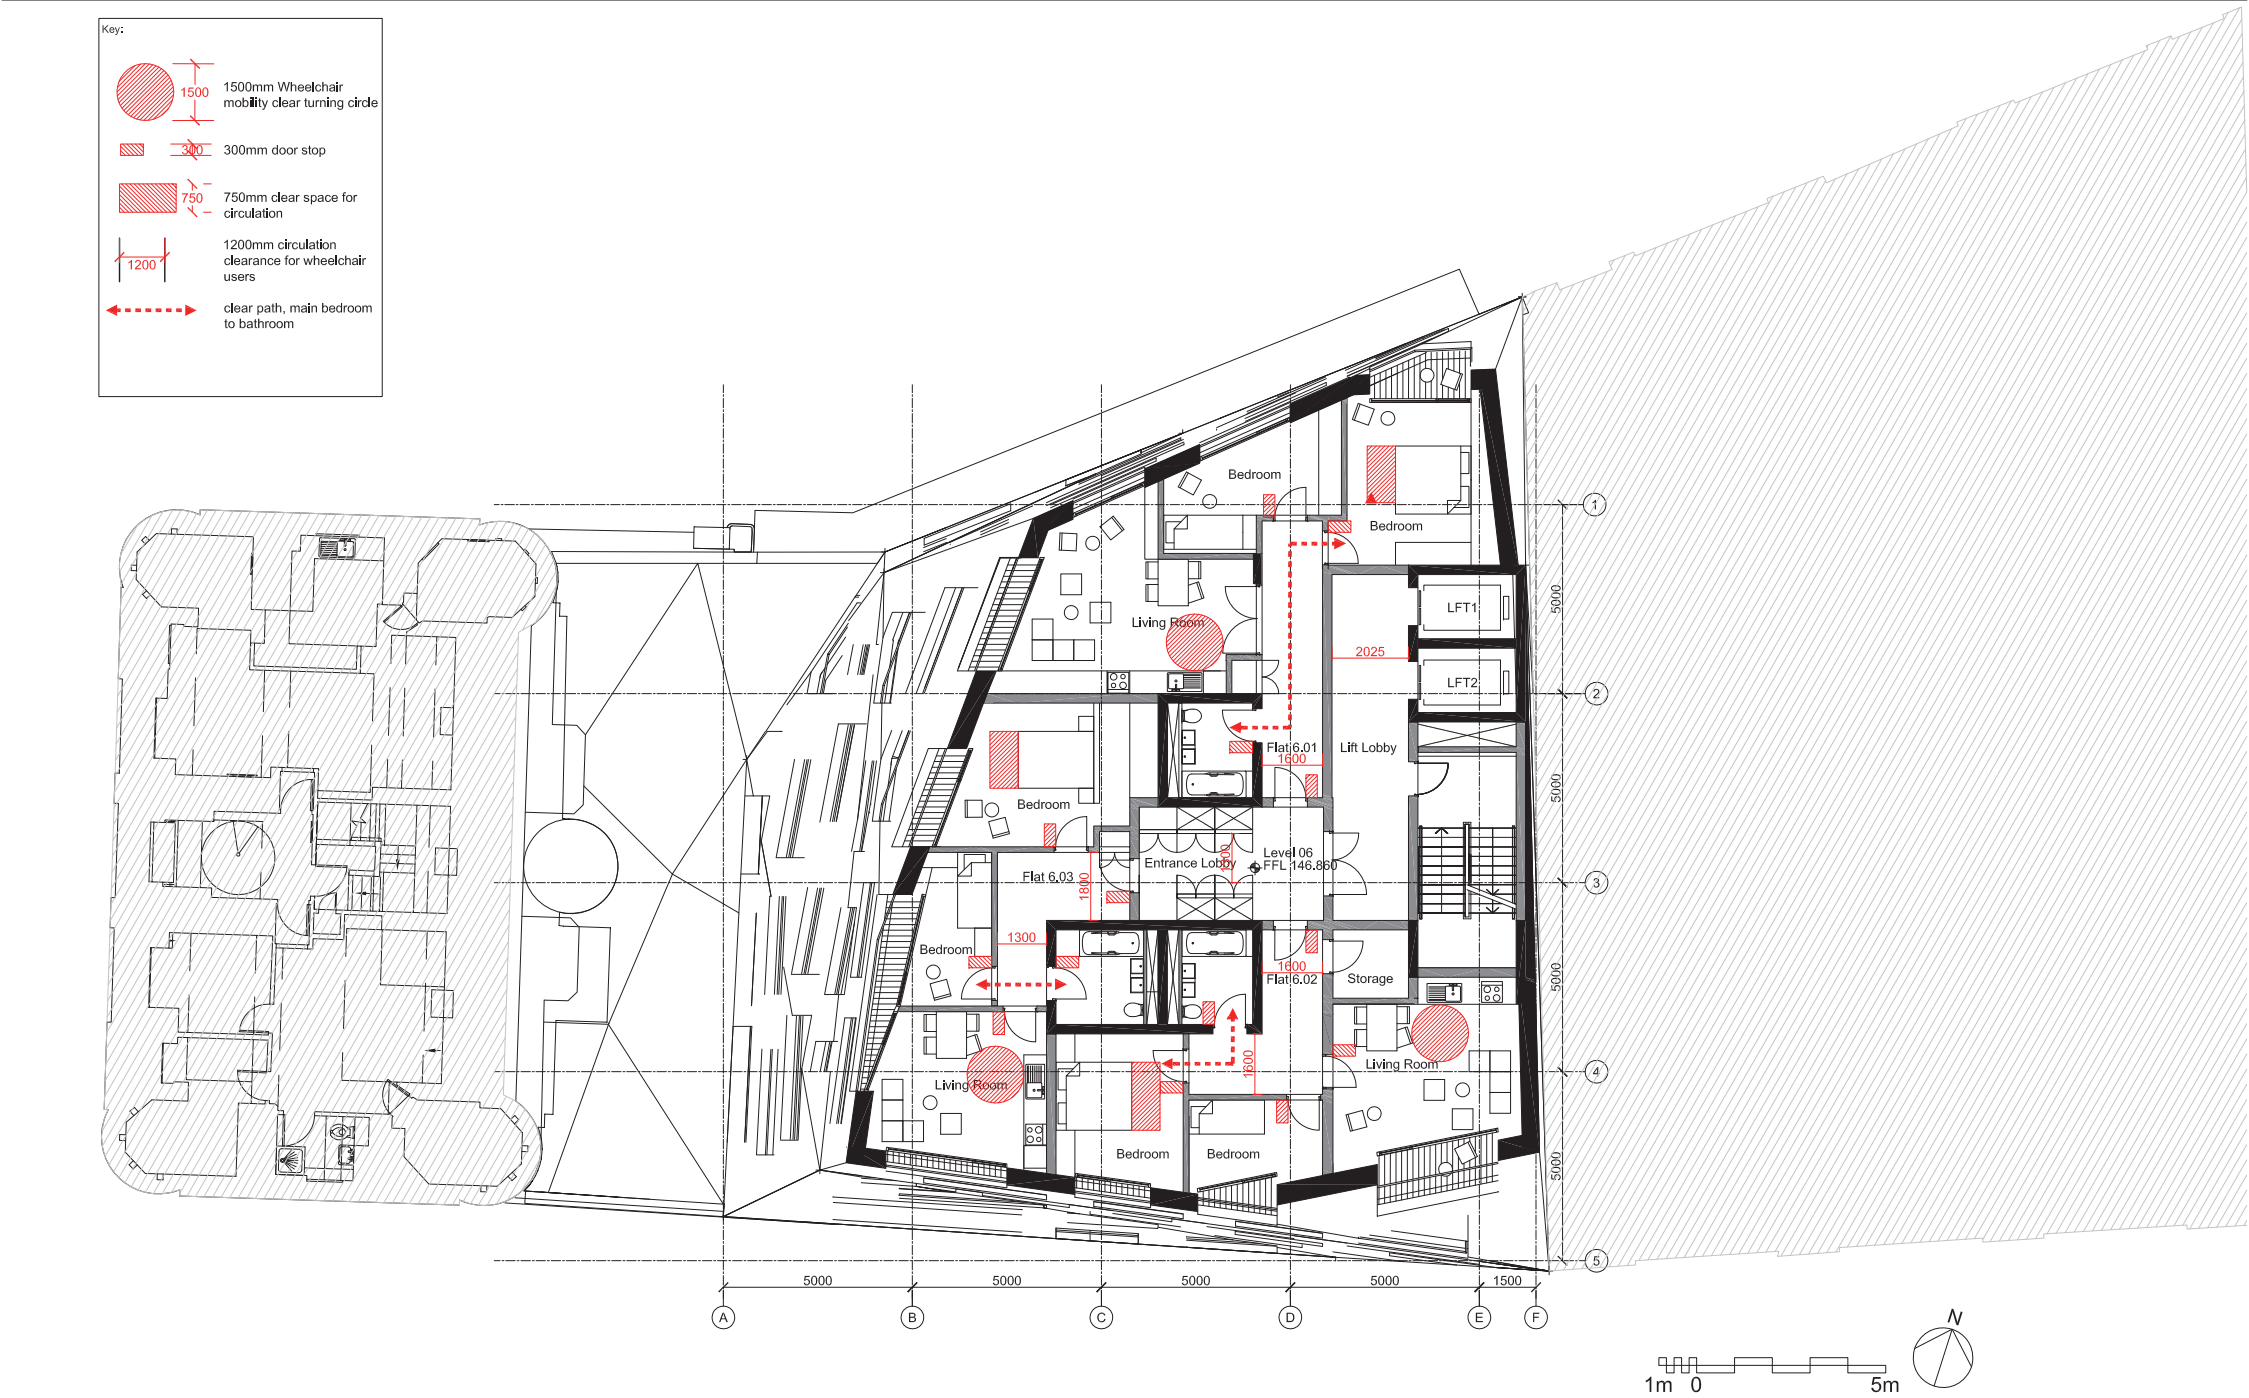 Key:
1500
1500mm Wheelchair
mobility clear turning circle
300
300mm door stop
750
750mm clear space for
circulation
1200
1200mm circulation
clearance for wheelchair
users
clear path, main bedroom
to bathroom
Bedroom
Bedroom
1
5000
LFT1
Living Room
2025
LFT2
2
Flat 6.01
Lift Lobby
1600
5000
Bedroom
Entrance Lobby
Level 06
FFL 146.860
Flat 6.03
1800
3
Bedroom
1300
1600
Flat 6.02
Storage
5000
Living Room
1600
Living Room
4
Bedroom
Bedroom
5000
5
5000
5000
5000
5000
1500
A
B
C
D
E
F
N
1m
0
5m